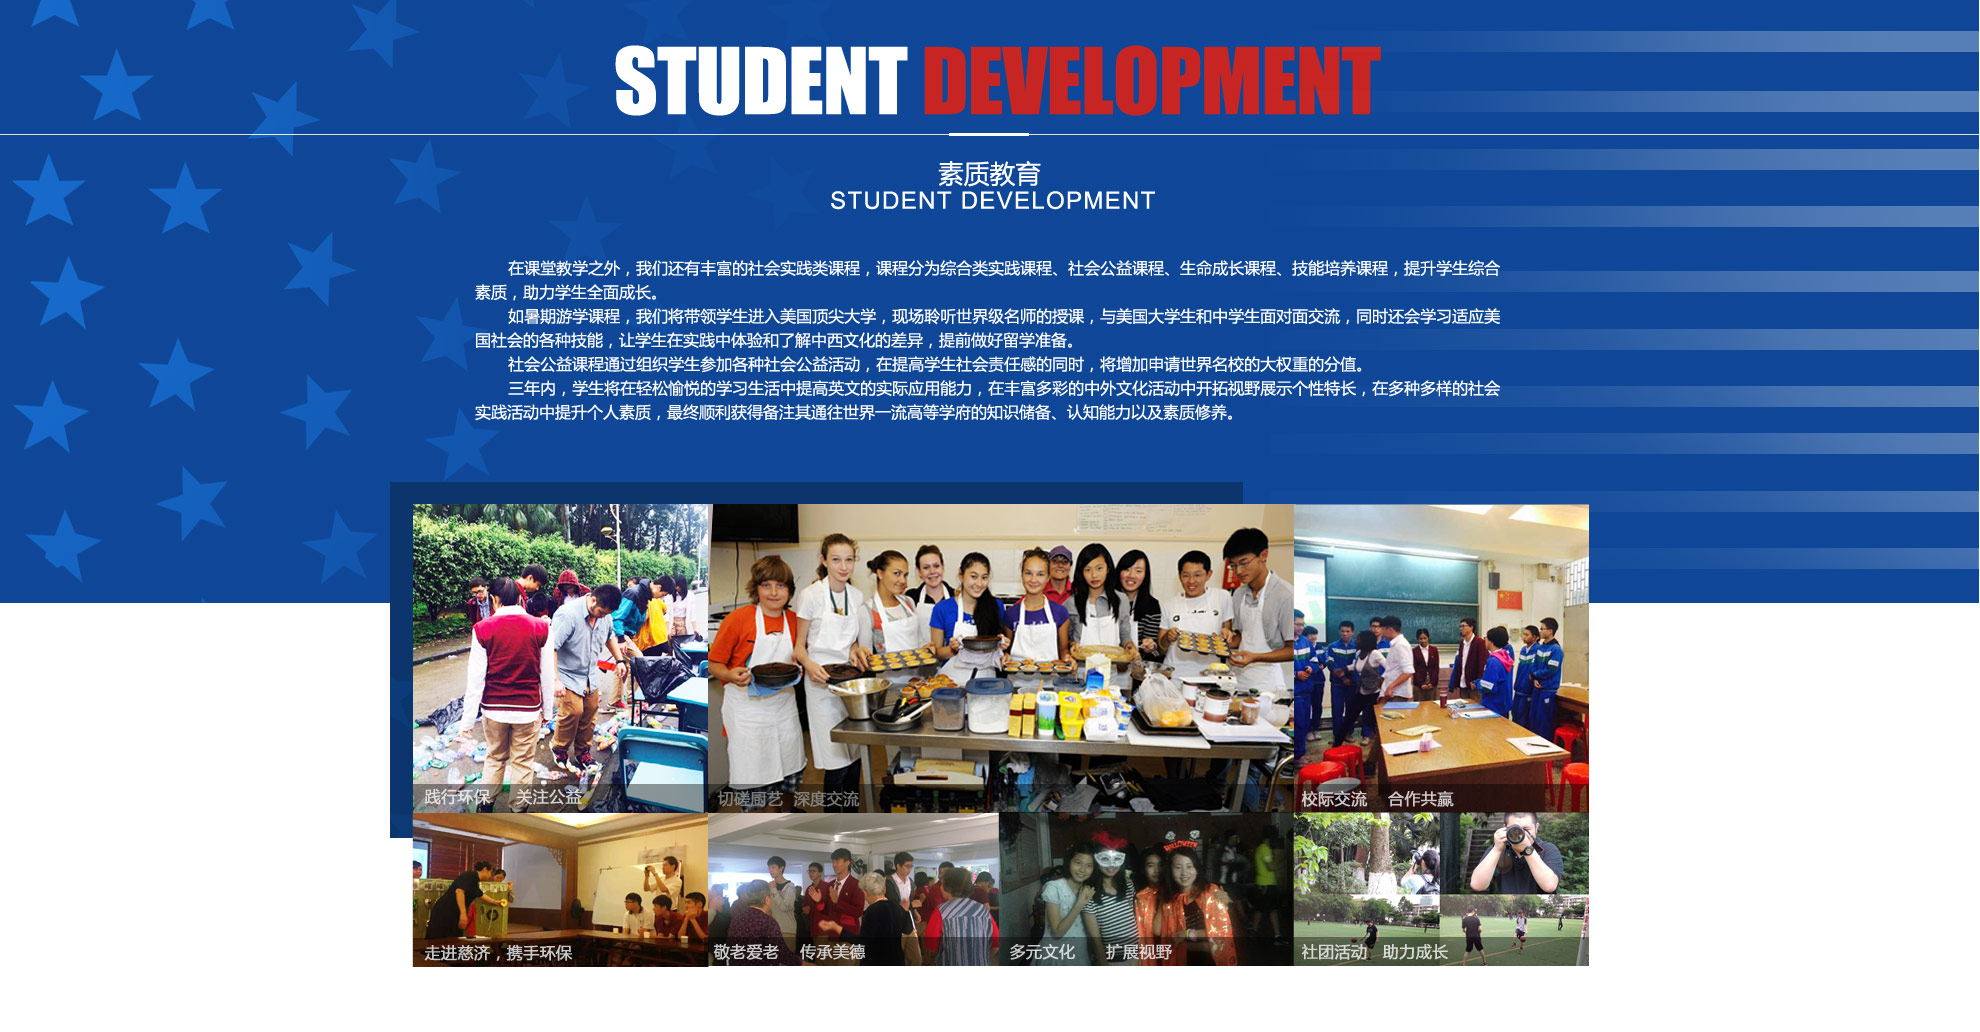 STUDENT DEVELOPMENT
素质教育
STUDENT DEVELOPMENT
在课堂教学之外，我们还有丰富的社会实践类课程，课程分为综合类实践课程、社会公益课程、生命成长课程、技能培养课程，提升学生综合
素质，助力学生全面成长。
如暑期游学课程，我们将带领学生进入美国顶尖大学，现场聆听世界级名师的授课，与美国大学生和中学生面对面交流，同时还会学习适应美
国社会的各种技能，让学生在实践中体验和了解中西文化的差异，提前做好留学准备。
社会公益课程通过组织学生参加各种社会公益活动，在提高学生社会责任感的同时，将增加申请世界名校的大权重的分值。
三年内，学生将在轻松愉悦的学习生活中提高英文的实际应用能力，在丰富多彩的中外文化活动中开拓视野展示个性特长，在多种多样的社会
实践活动中提升个人素质，最终顺利获得备注其通往世界一流高等学府的知识储备、认知能力以及素质修养。
践行环保 关注公益
切磋厨艺 深度交流
校际交流 合作共赢
HALLOWEEN
走进慈济，携手环保
敬老爱老 传承美德
多元文化 扩展视野
社团活动 助力成长